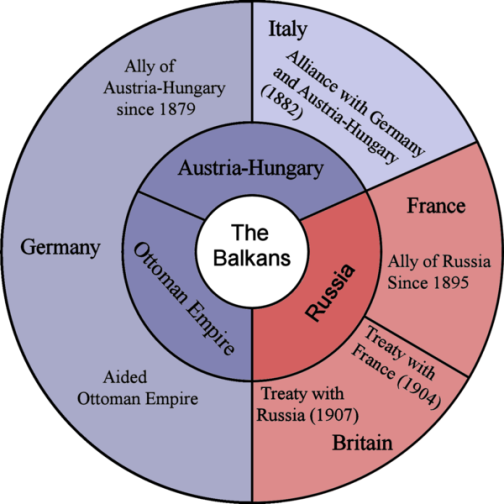 Italy
Alliance with Germany
and Austria-Hungary
(1882)
Ally of
Austria-Hungary
since 1879
Austria-Hungary
France
Ally of Russia
Since 1895
Germany
The
Balkans
Ottoman Empire
Russia
Treaty with
France (1904)
Aided
Ottoman Empire
Treaty with
Russia (1907)
Britain